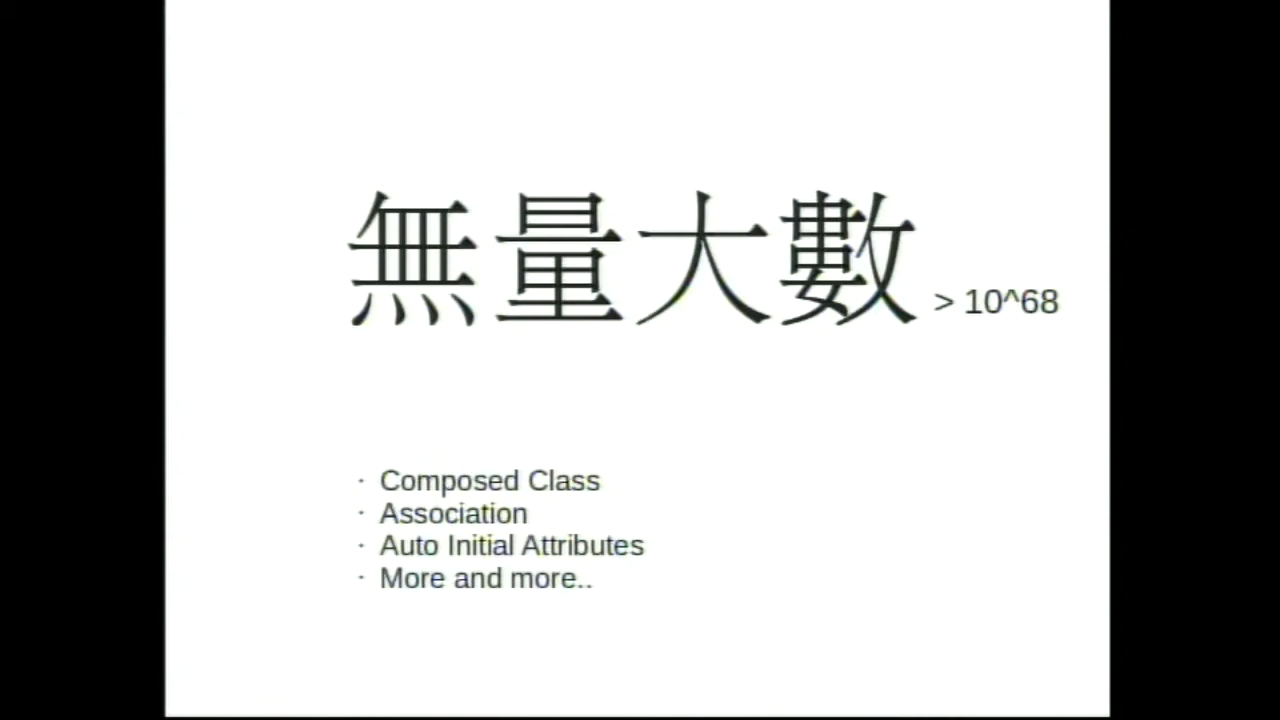 無量大數 > 10^68
· Composed Class
· Association
· Auto Initial Attributes
· More and more..